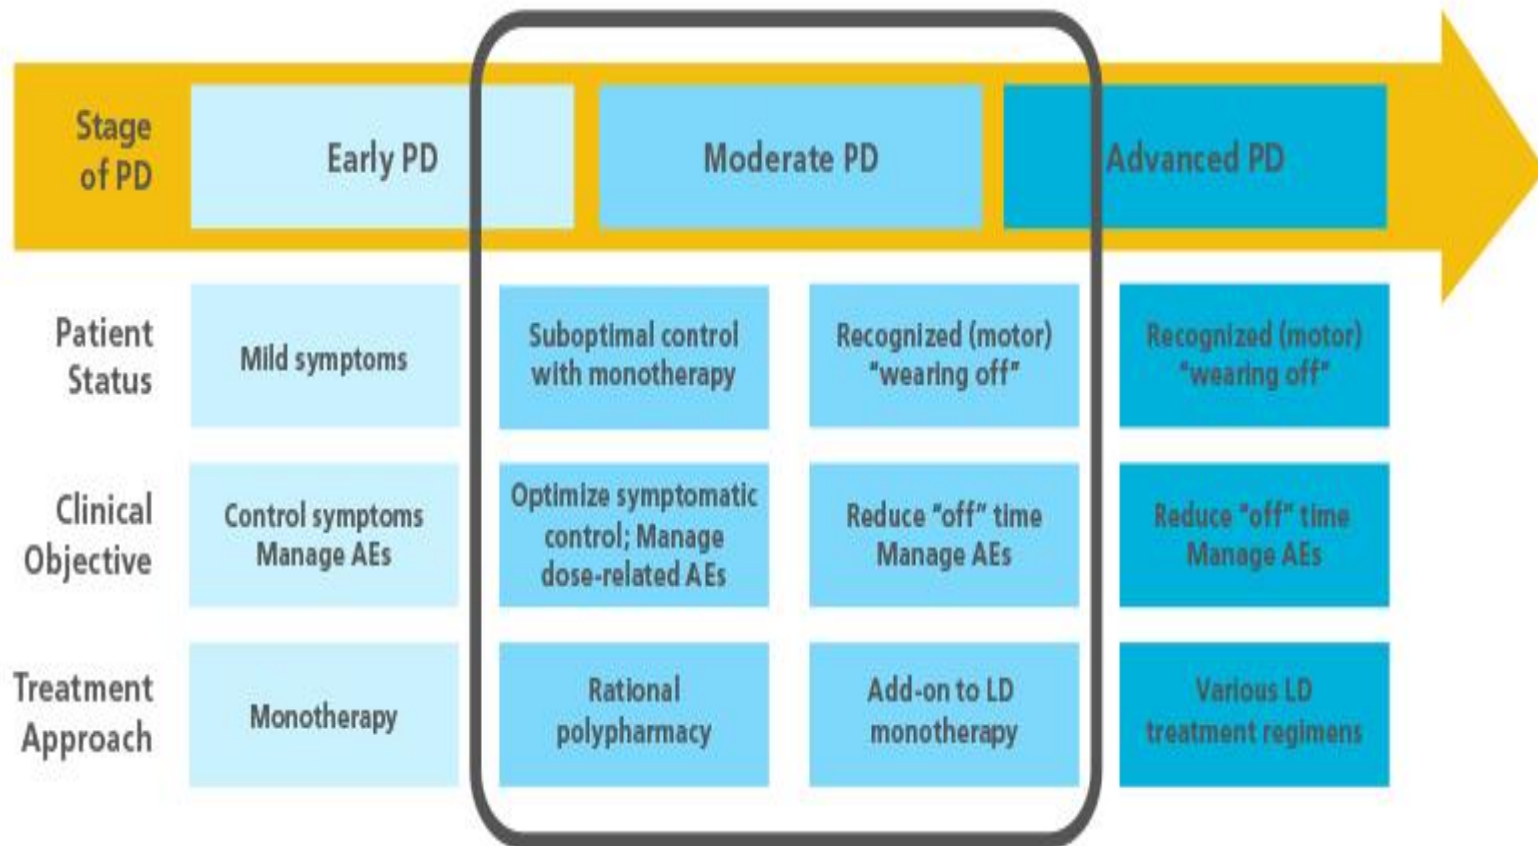 Stage
of PD
Early PD
Moderate PD
Advanced PD
Patient
Status
Mild symptoms
Suboptimal control
with monotherapy
Recognized (motor)
"wearing off"
Recognized (motor)
"wearing off"
Clinical
Objective
Control symptoms
Manage AEs
Optimize symptomatic
control; Manage
dose-related AEs
Reduce "off" time
Manage AEs
Reduce "off" time
Manage AEs
Treatment
Approach
Monotherapy
Rational
polypharmacy
Add-on to LD
monotherapy
Various LD
treatment regimens